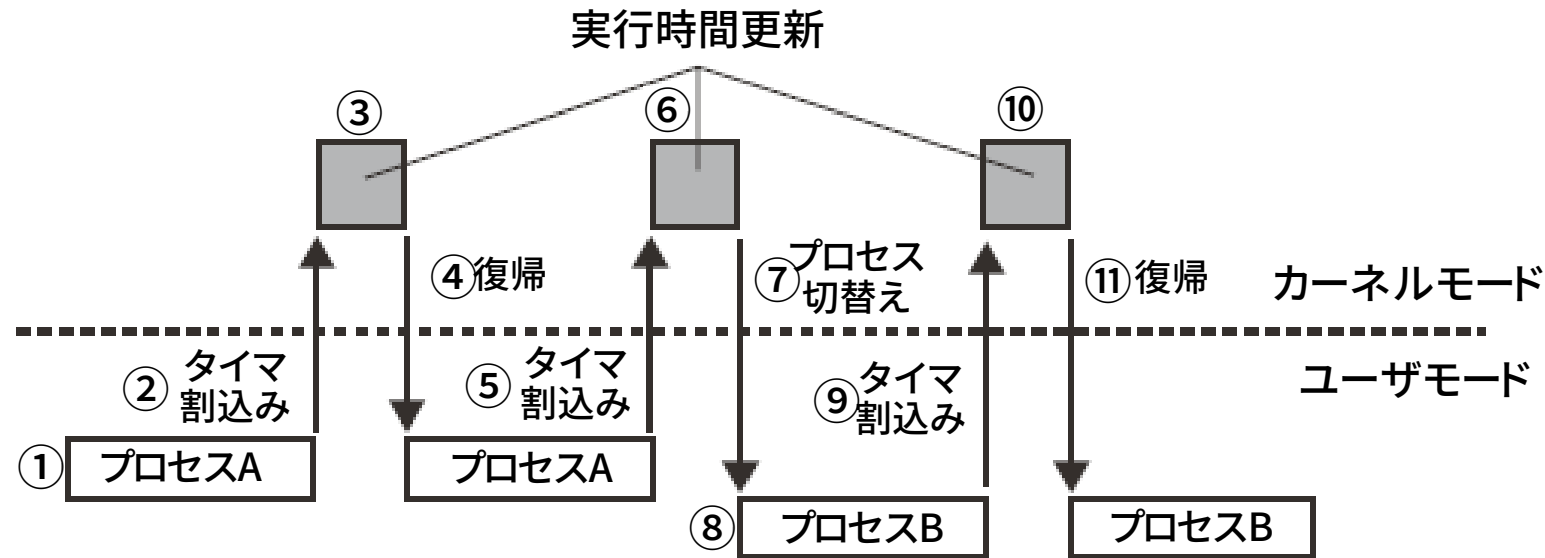 実行時間更新
③
⑥
⑩
④復帰
⑦プロセス
切替え
⑪復帰
カーネルモード
②タイマ
割込み
⑤タイマ
割込み
⑨タイマ
割込み
ユーザモード
①プロセスA
プロセスA
⑧プロセスB
プロセスB